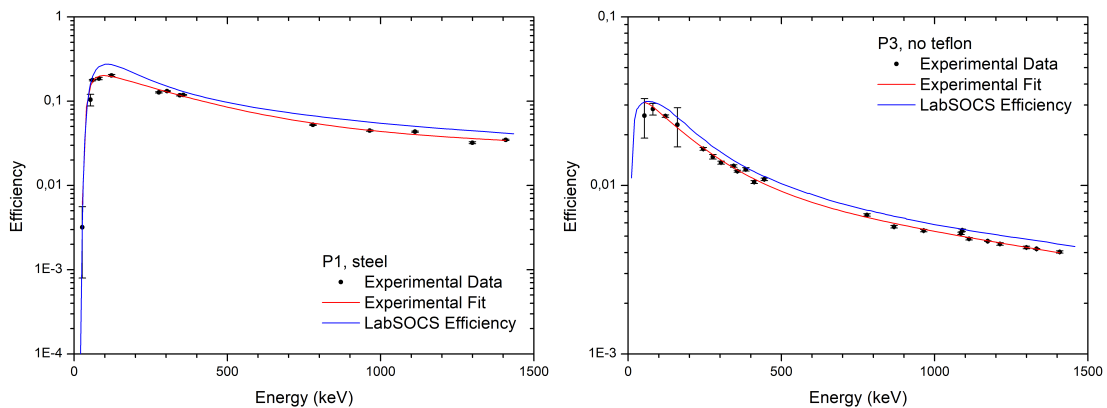 1
0,1
0,01
1E-3
1E-4
Efficiency
P1, steel
Experimental Data
Experimental Fit
LabSOCS Efficiency
0 500 1000 1500
Energy (keV)
0,1
0,01
1E-3
Efficiency
P3, no teflon
Experimental Data
Experimental Fit
LabSOCS Efficiency
0 500 1000 1500
Energy (keV)